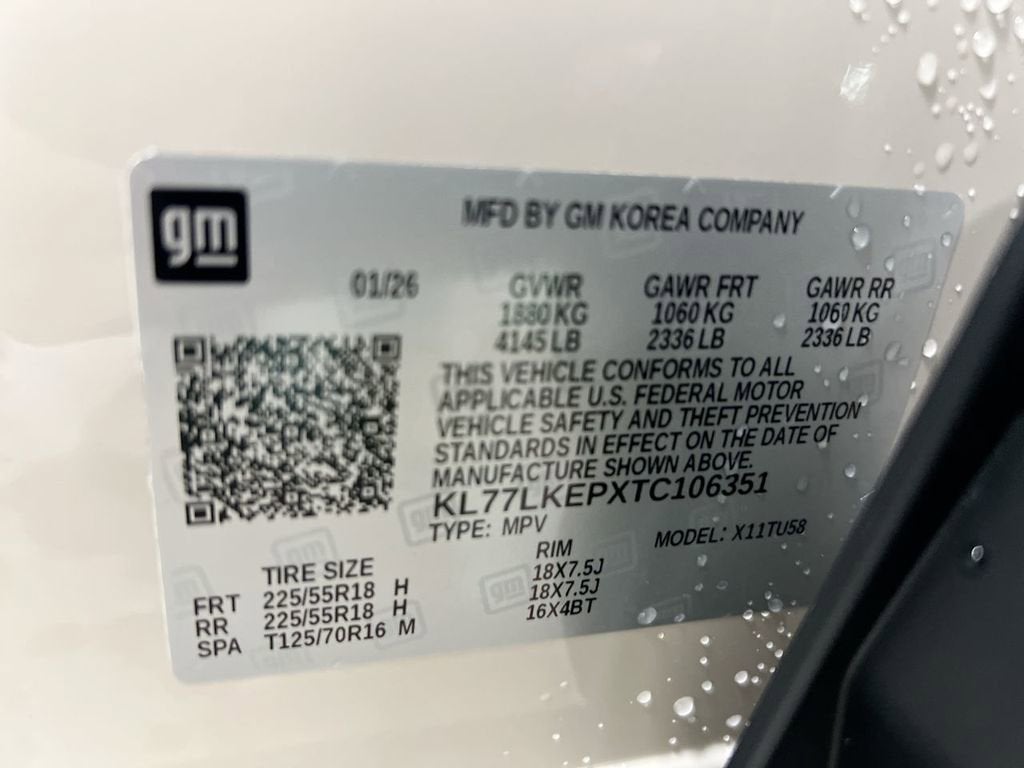 gm
MFD BY GM KOREA COMPANY
01/26 GVWR GAWR FRT GAWR RR
1880 KG 1060 KG 1060 KG
4145 LB 2336 LB 2336 LB
THIS VEHICLE CONFORMS TO ALL
APPLICABLE U.S. FEDERAL MOTOR
VEHICLE SAFETY AND THEFT PREVENTION
STANDARDS IN EFFECT ON THE DATE OF
MANUFACTURE SHOWN ABOVE.
KL77LKEPXTC106351
TYPE: MPV MODEL: X11TU58
TIRE SIZE RIM
FRT 225/55R18 H 18X7.5J
RR 225/55R18 H 18X7.5J
SPA T125/70R16 M 16X4BT